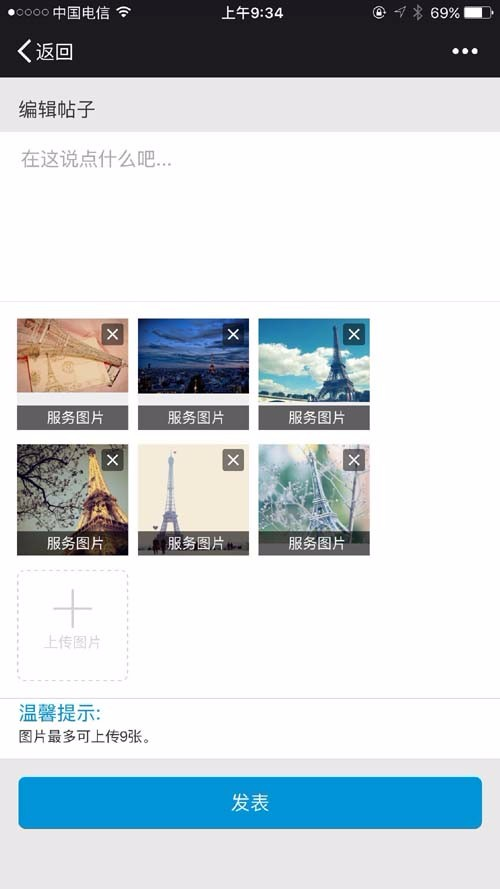 中国电信 上午9:34 69%
返回
编辑帖子
在这说点什么吧...
服务图片 服务图片 服务图片
服务图片 服务图片 服务图片
上传图片
温馨提示:
图片最多可上传9张。
发表